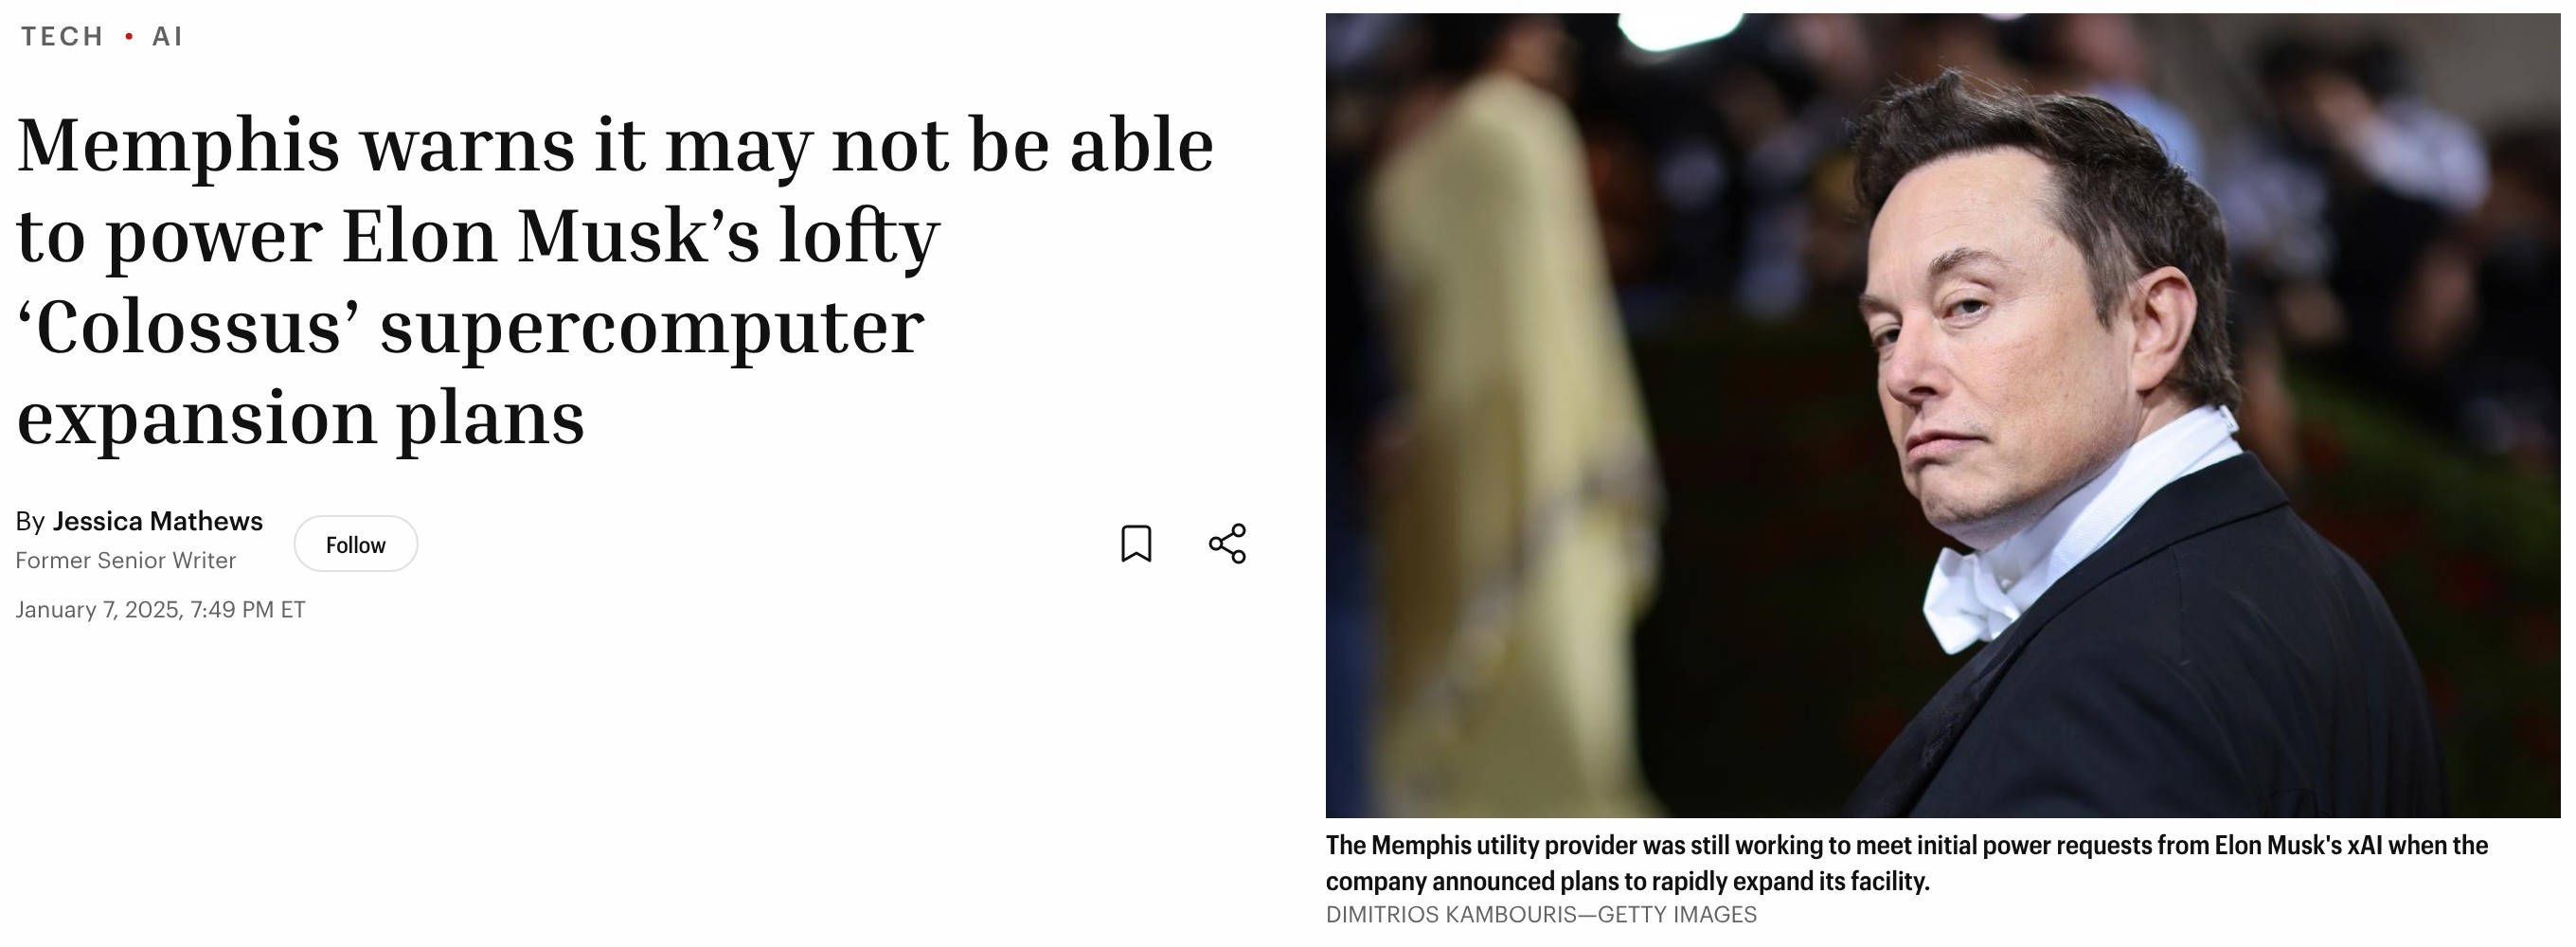 TECH • AI
Memphis warns it may not be able
to power Elon Musk’s lofty
‘Colossus’ supercomputer
expansion plans
By Jessica Mathews
Former Senior Writer
Follow
January 7, 2025, 7:49 PM ET
The Memphis utility provider was still working to meet initial power requests from Elon Musk's xAI when the
company announced plans to rapidly expand its facility.
DIMITRIOS KAMBOURIS—GETTY IMAGES